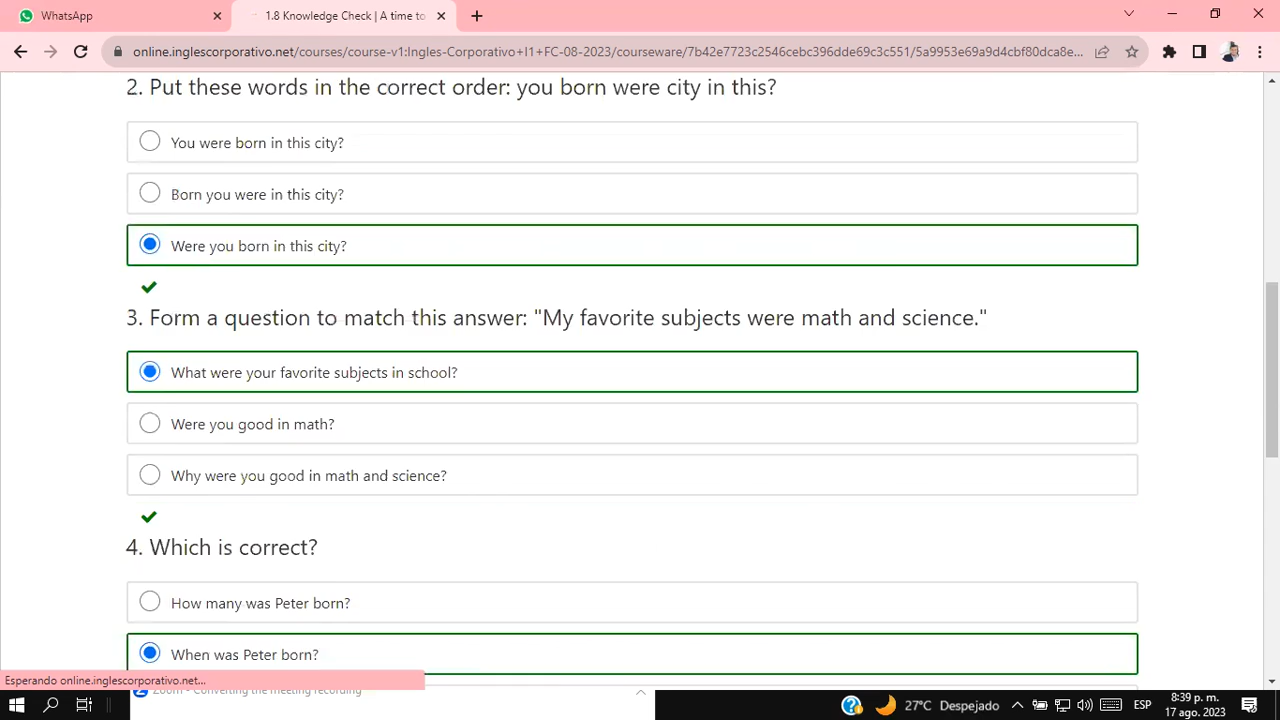 WhatsApp
1.8 Knowledge Check | A time to
online.inglescorporativo.net/courses/course-v1:Ingles-Corporativo+I1+FC-08-2023/courseware/7b42e7723c2546cebc396dde69c3c551/5a9953e69a9d4cbf80dca8e...
2. Put these words in the correct order: you born were city in this?
You were born in this city?
Born you were in this city?
Were you born in this city?
3. Form a question to match this answer: "My favorite subjects were math and science."
What were your favorite subjects in school?
Were you good in math?
Why were you good in math and science?
4. Which is correct?
How many was Peter born?
When was Peter born?
Esperando online.inglescorporativo.net...
Zoom - Converting the meeting recording
27°C Despejado
ESP
8:39 p. m.
17 ago. 2023